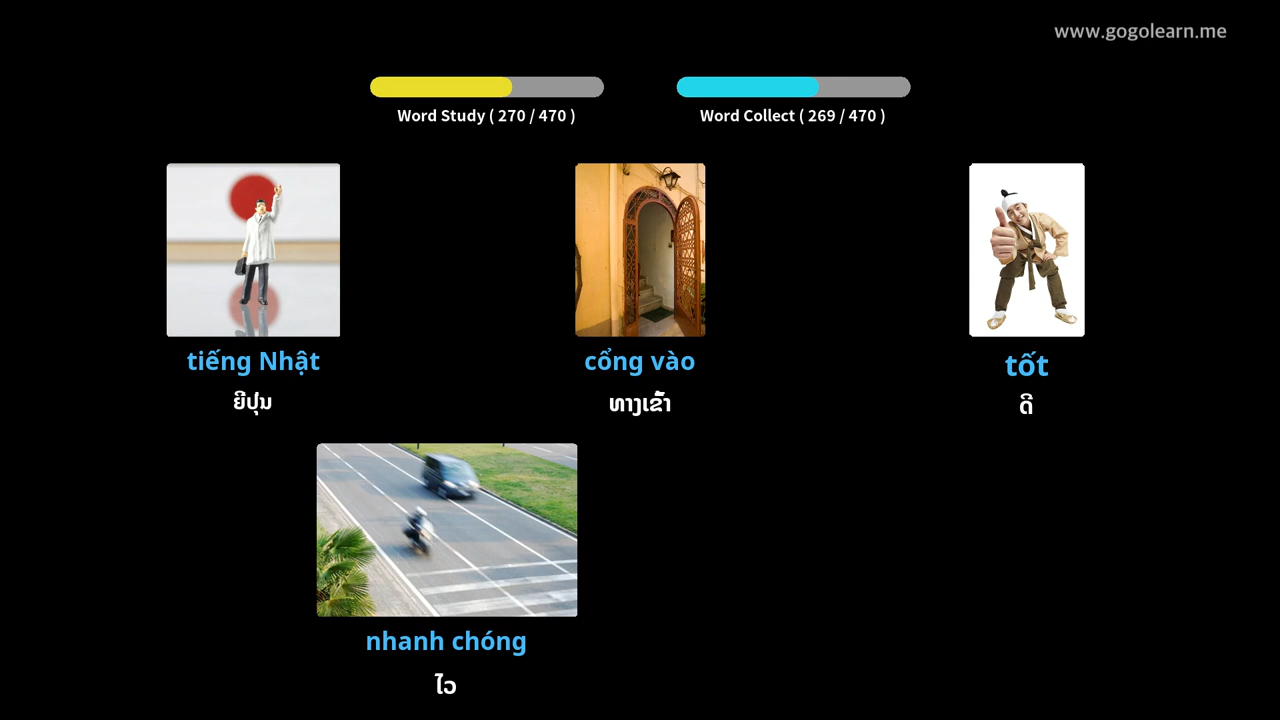 www.gogolearn.me
Word Study ( 270 / 470 )
Word Collect ( 269 / 470 )
tiếng Nhật
ຍີປຸ່ນ
cổng vào
ທາງເຂົ້າ
tốt
ດີ
nhanh chóng
ໄວ